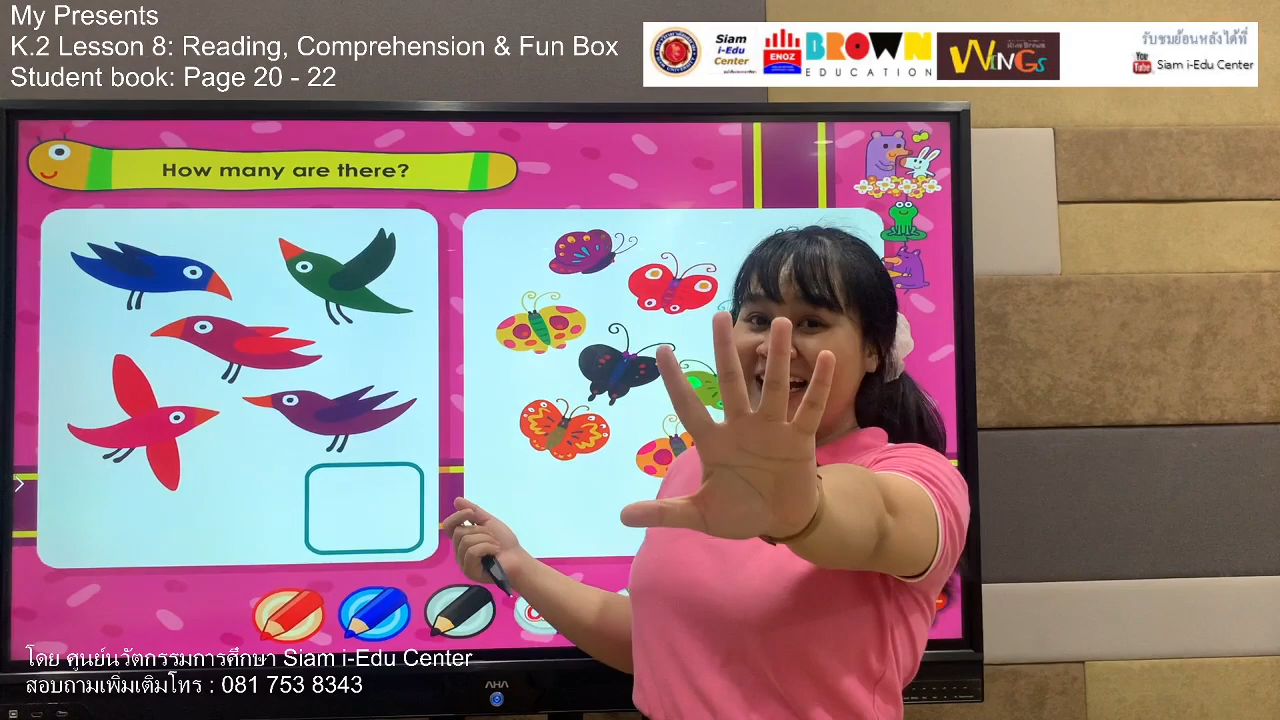 My Presents
K.2 Lesson 8: Reading, Comprehension & Fun Box
Student book: Page 20 - 22
Siam
i-Edu
Center
ENOZ
BROWN
EDUCATION
WINGS
รับชมย้อนหลังได้ที่
You Tube Siam i-Edu Center
How many are there?
โดย ศูนย์นวัตกรรมการศึกษา Siam i-Edu Center
สอบถามเพิ่มเติมโทร : 081 753 8343
AHA